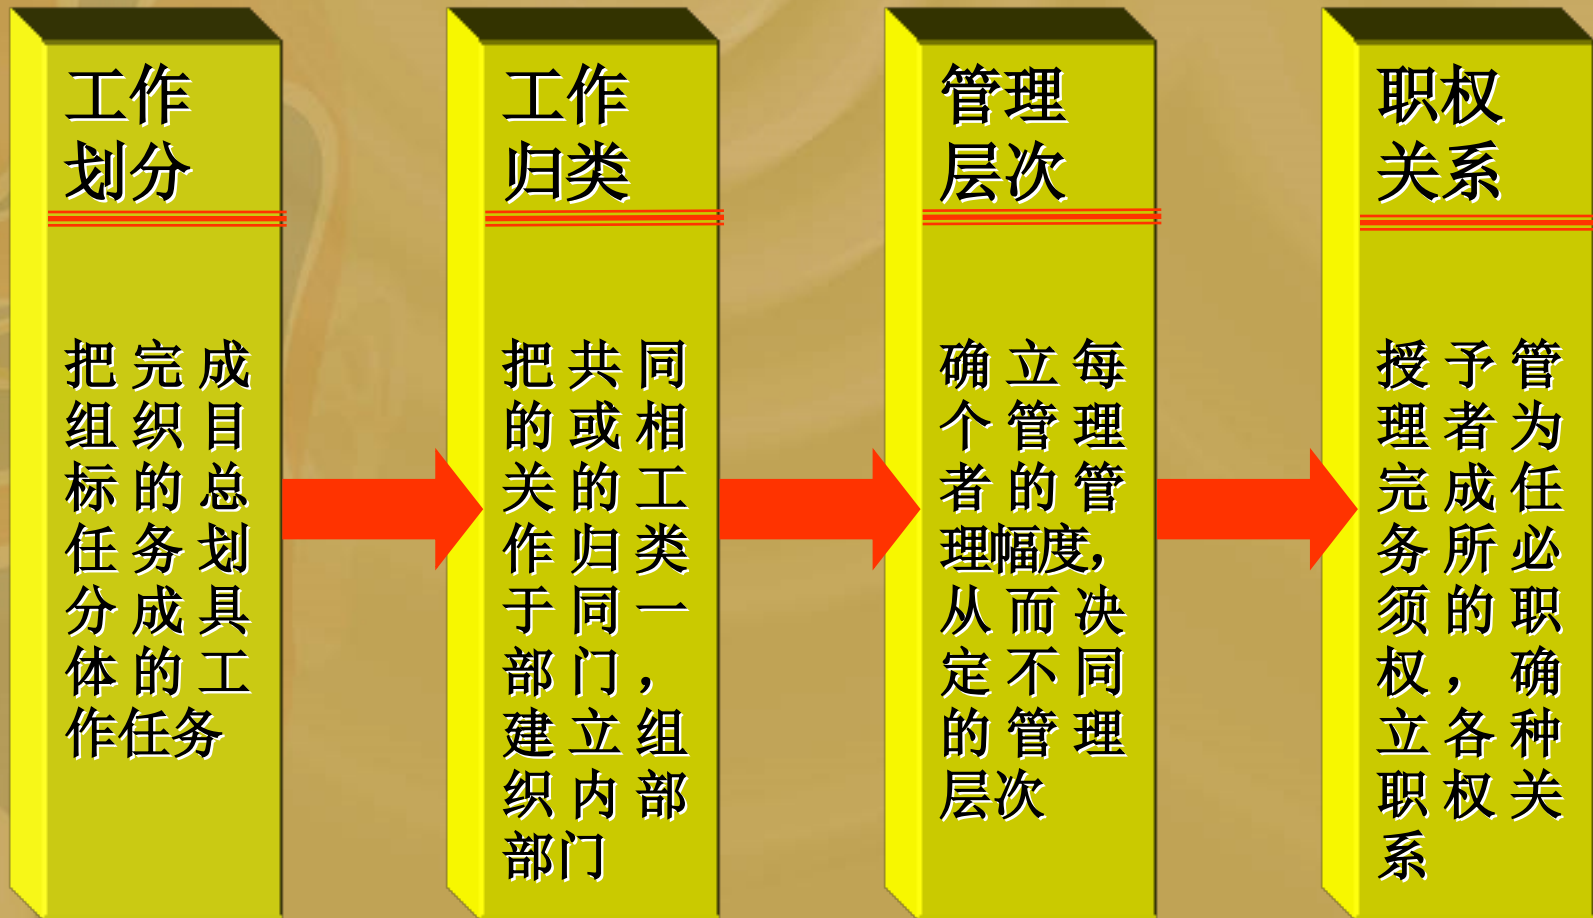 工作
划分
把完成
组织目
标的总
任务划
分成具
体的工
作任务
工作
归类
把共同
的或相
关的工
作归类
于同一
部门，
建立组
织内部
部门
管理
层次
确立每
个管理
者的管
理幅度，
从而决
定不同
的管理
层次
职权
关系
授予管
理者为
完成任
务所必
须的职
权，确
立各种
职权关
系